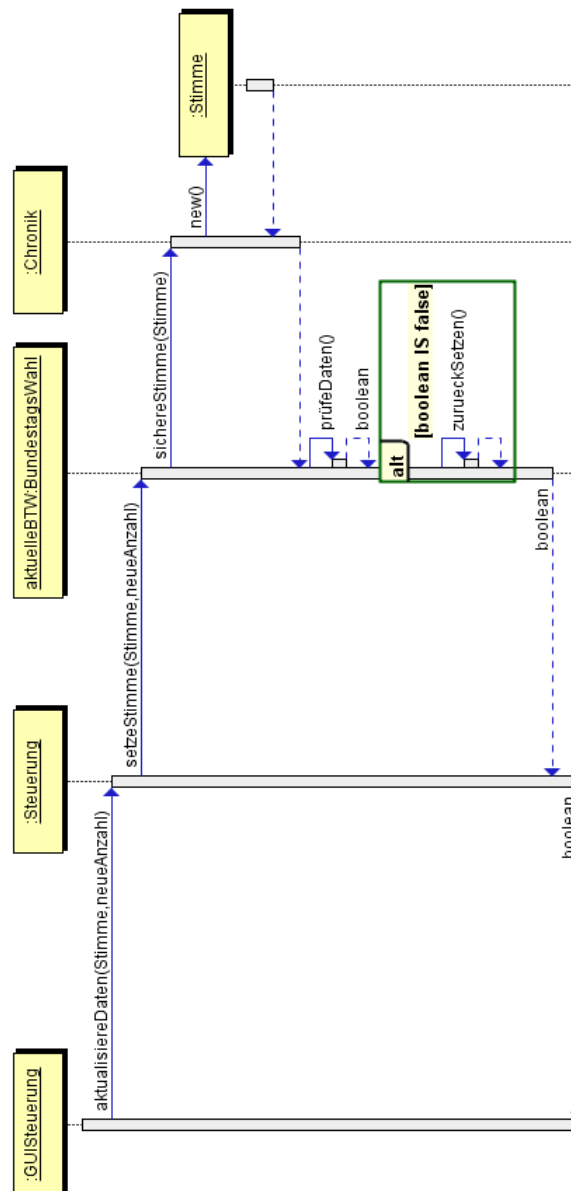 :GUISteuerung
:Steuerung
aktuelleBTW:BundestagsWahl
:Chronik
:Stimme
aktualisiereDaten(Stimme,neueAnzahl)
setzeStimme(Stimme,neueAnzahl)
sichereStimme(Stimme)
new()
prüfeDaten()
boolean
alt
[boolean IS false]
zurueckSetzen()
boolean
boolean